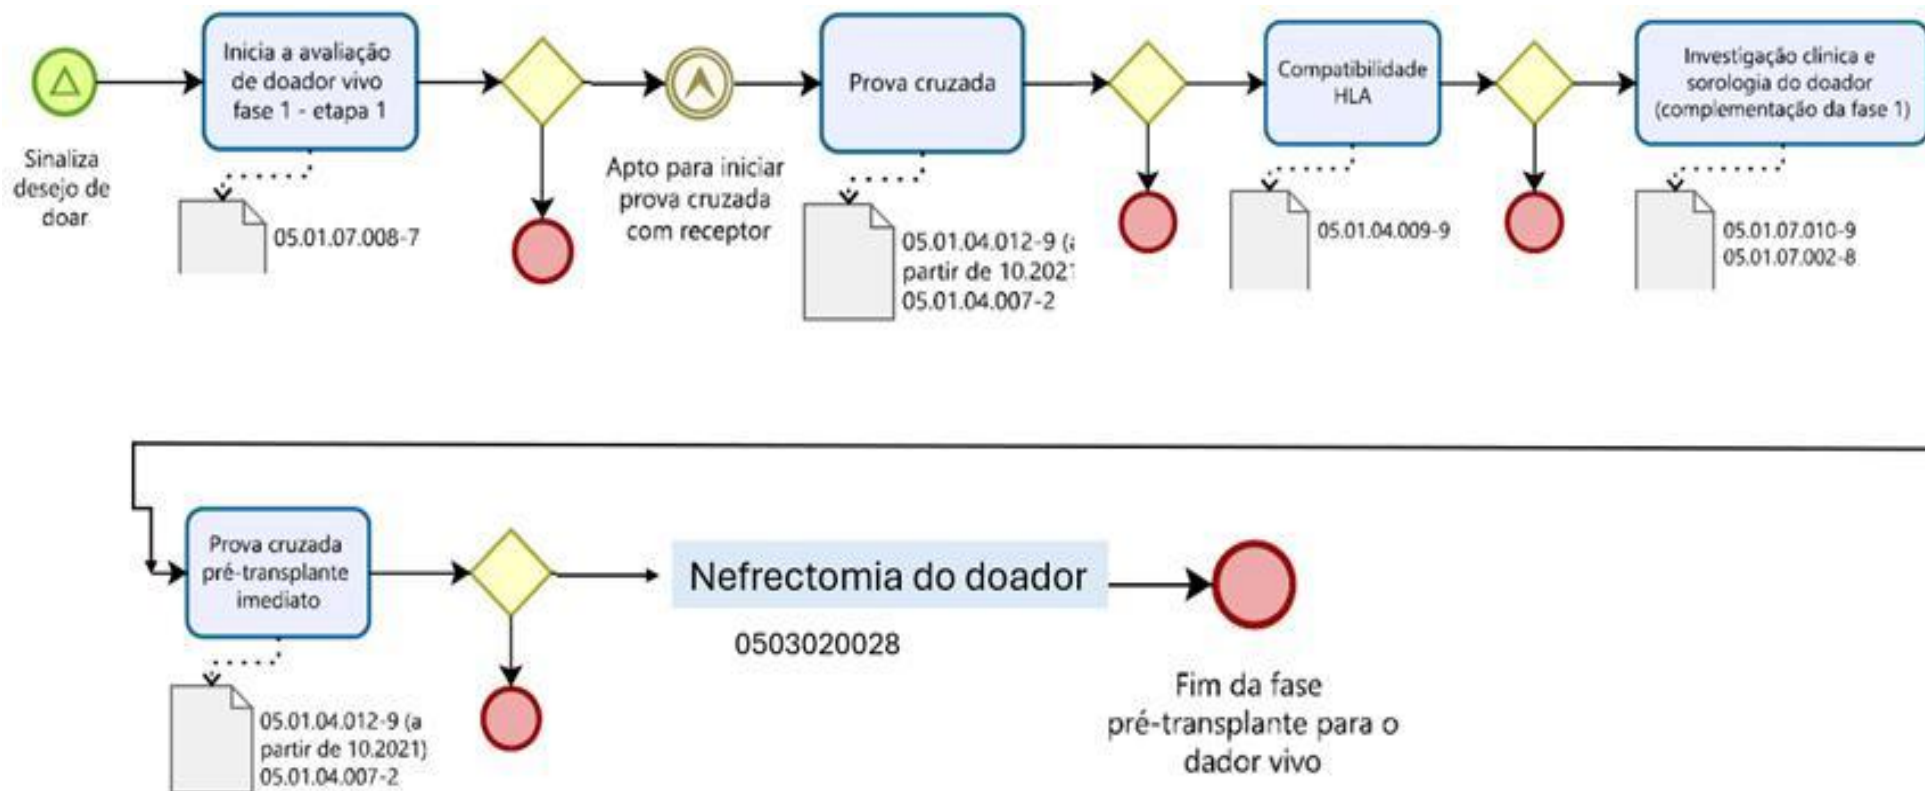 Inicia a avaliação
de doador vivo
fase 1 - etapa 1
Prova cruzada
Compatibilidade
HLA
Investigação clinica e
sorologia do doador
(complementação da fase 1)
Sinaliza
desejo de
doar
05.01.07.008-7
Apto para iniciar
prova cruzada
com receptor
05.01.04.012-9 (a
partir de 10.2021
05.01.04.007-2
05.01.04.009-9
05.01.07.010-9
05.01.07.002-8
Prova cruzada
pré-transplante
imediato
Nefrectomia do doador
0503020028
05.01.04.012-9 (a
partir de 10.2021)
05.01.04.007-2
Fim da fase
pré-transplante para o
dador vivo